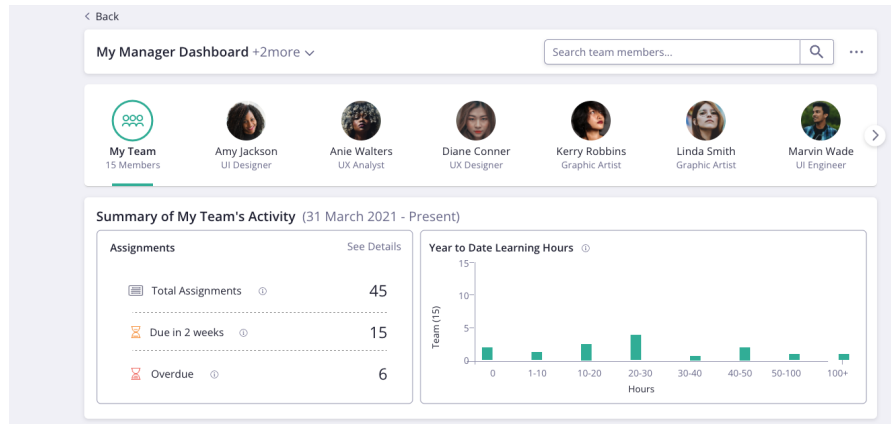 Back
My Manager Dashboard +2more
Search team members...
My Team
15 Members
Amy Jackson
UI Designer
Anie Walters
UX Analyst
Diane Conner
UX Designer
Kerry Robbins
Graphic Artist
Linda Smith
Graphic Artist
Marvin Wade
UI Engineer
Summary of My Team's Activity (31 March 2021 - Present)
Assignments See Details
Total Assignments 45
Due in 2 weeks 15
Overdue 6
Year to Date Learning Hours
15
10
5
0
Team (15)
0 1-10 10-20 20-30 30-40 40-50 50-100 100+
Hours